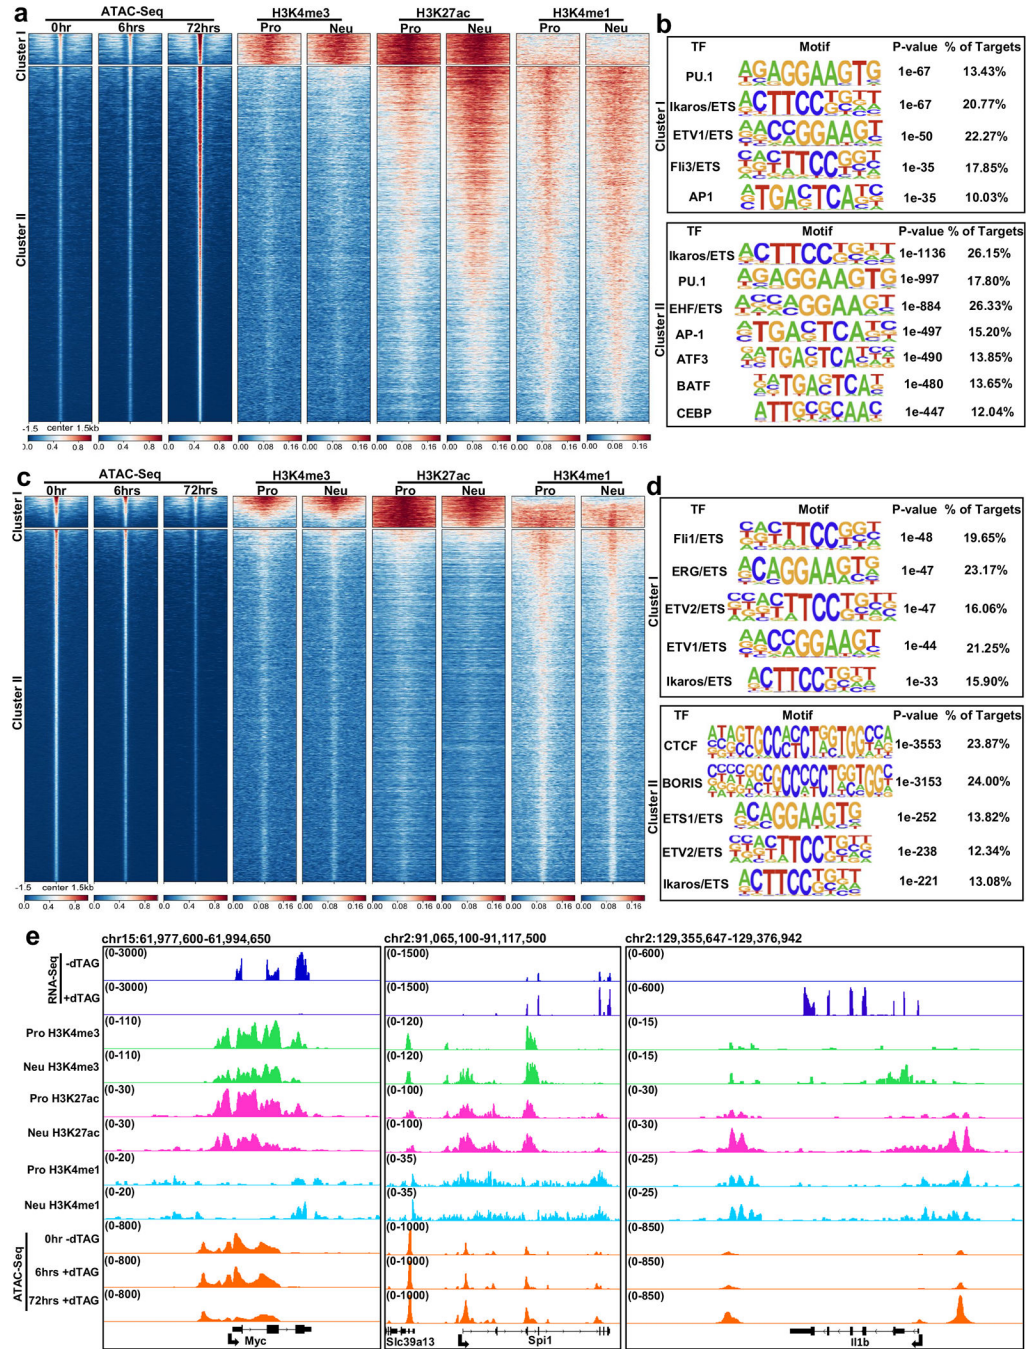 a
ATAC-Seq H3K4me3 H3K27ac H3K4me1
0hr 6hrs 72hrs Pro Neu Pro Neu Pro Neu
Cluster I
Cluster II
-1.5 center 1.5kb
0.0 0.4 0.8 0.0 0.4 0.8 0.0 0.4 0.8 0.00 0.08 0.16 0.00 0.08 0.16 0.00 0.08 0.16 0.00 0.08 0.16 0.00 0.08 0.16 0.00 0.08 0.16
b
Cluster I
TF Motif P-value % of Targets
PU.1 AGAGGAAGTG 1e-67 13.43%
Ikaros/ETS ACTTCCGGTT 1e-67 20.77%
ETV1/ETS AACCGGAAGT 1e-50 22.27%
Fli3/ETS CACTTCCGGT 1e-35 17.85%
AP1 ATGAGTCATC 1e-35 10.03%
Cluster II
TF Motif P-value % of Targets
Ikaros/ETS ACTTCCTGTT 1e-1136 26.15%
PU.1 AGAGGAAGTG 1e-997 17.80%
EHF/ETS ACCAGGAAGT 1e-884 26.33%
AP-1 ATGACTCATC 1e-497 15.20%
ATF3 1e-490 13.85%
BATF 1e-480 13.65%
CEBP ATTGCGCAAC 1e-447 12.04%
c
ATAC-Seq H3K4me3 H3K27ac H3K4me1
0hr 6hrs 72hrs Pro Neu Pro Neu Pro Neu
Cluster I
Cluster II
-1.5 center 1.5kb
0.0 0.4 0.8 0.0 0.4 0.8 0.0 0.4 0.8 0.00 0.08 0.16 0.00 0.08 0.16 0.00 0.08 0.16 0.00 0.08 0.16 0.00 0.08 0.16 0.00 0.08 0.16
d
Cluster I
TF Motif P-value % of Targets
Fli1/ETS CACTTCCGGT 1e-48 19.65%
ERG/ETS ACAGGAAGTG 1e-47 23.17%
ETV2/ETS 1e-47 16.06%
ETV1/ETS AACCGGAAGT 1e-44 21.25%
Ikaros/ETS ACTTCCTGTT 1e-33 15.90%
Cluster II
TF Motif P-value % of Targets
CTCF 1e-3553 23.87%
BORIS 1e-3153 24.00%
ETS1/ETS ACAGGAAGTG 1e-252 13.82%
ETV2/ETS 1e-238 12.34%
Ikaros/ETS ACTTCCTGTT 1e-221 13.08%
e
chr15:61,977,600-61,994,650 chr2:91,065,100-91,117,500 chr2:129,355,647-129,376,942
RNA-Seq
-dTAG (0-3000) (0-1500) (0-600)
+dTAG (0-3000) (0-1500) (0-600)
Pro H3K4me3 (0-110) (0-120) (0-15)
Neu H3K4me3 (0-110) (0-120) (0-15)
Pro H3K27ac (0-30) (0-100) (0-30)
Neu H3K27ac (0-30) (0-100) (0-30)
Pro H3K4me1 (0-20) (0-35) (0-25)
Neu H3K4me1 (0-20) (0-35) (0-25)
ATAC-Seq
0hr -dTAG (0-800) (0-1000) (0-850)
6hrs +dTAG (0-800) (0-1000) (0-850)
72hrs +dTAG (0-800) (0-1000) (0-850)
Myc Slc39a13 Spi1 Il1b